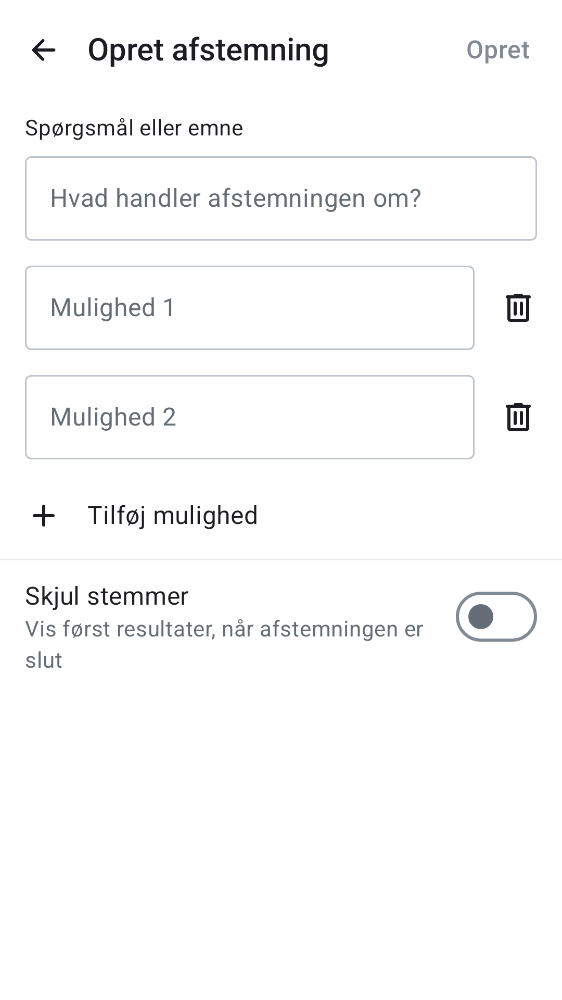 Opret afstemning
Opret
Spørgsmål eller emne
Hvad handler afstemningen om?
Mulighed 1
Mulighed 2
Tilføj mulighed
Skjul stemmer
Vis først resultater, når afstemningen er
slut